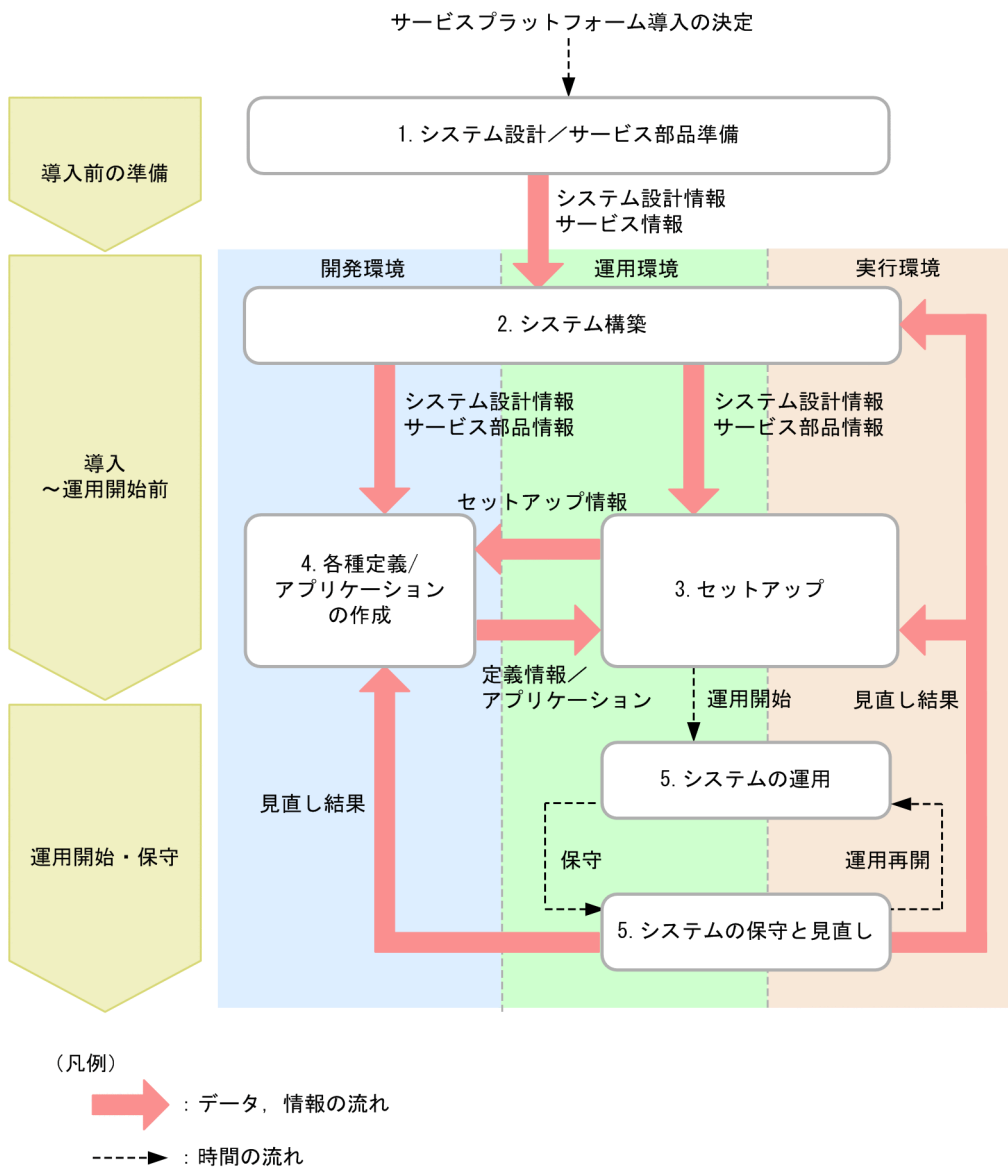 サービスプラットフォーム導入の決定
1. システム設計／サービス部品準備
導入前の準備
システム設計情報
サービス情報
開発環境
運用環境
実行環境
2. システム構築
システム設計情報
サービス部品情報
システム設計情報
サービス部品情報
導入
～運用開始前
セットアップ情報
4. 各種定義/
アプリケーション
の作成
3. セットアップ
定義情報／
アプリケーション
運用開始
見直し結果
5. システムの運用
見直し結果
運用開始・保守
保守
運用再開
5. システムの保守と見直し
（凡例）
：データ，情報の流れ
：時間の流れ